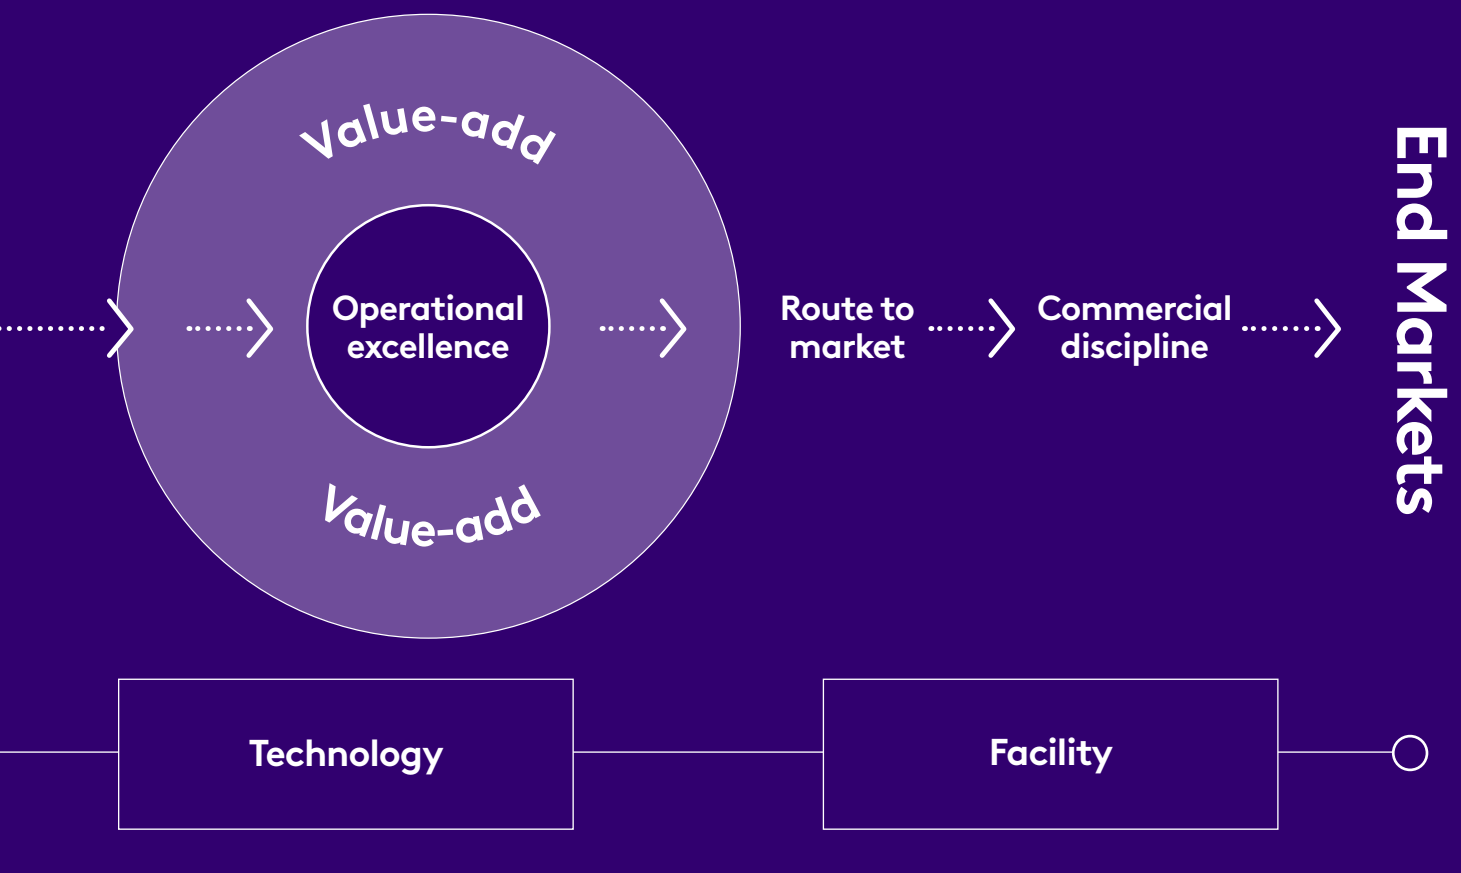 Value-add
Operational
excellence
Value-add
Route to
market
Commercial
discipline
End Markets
Technology
Facility